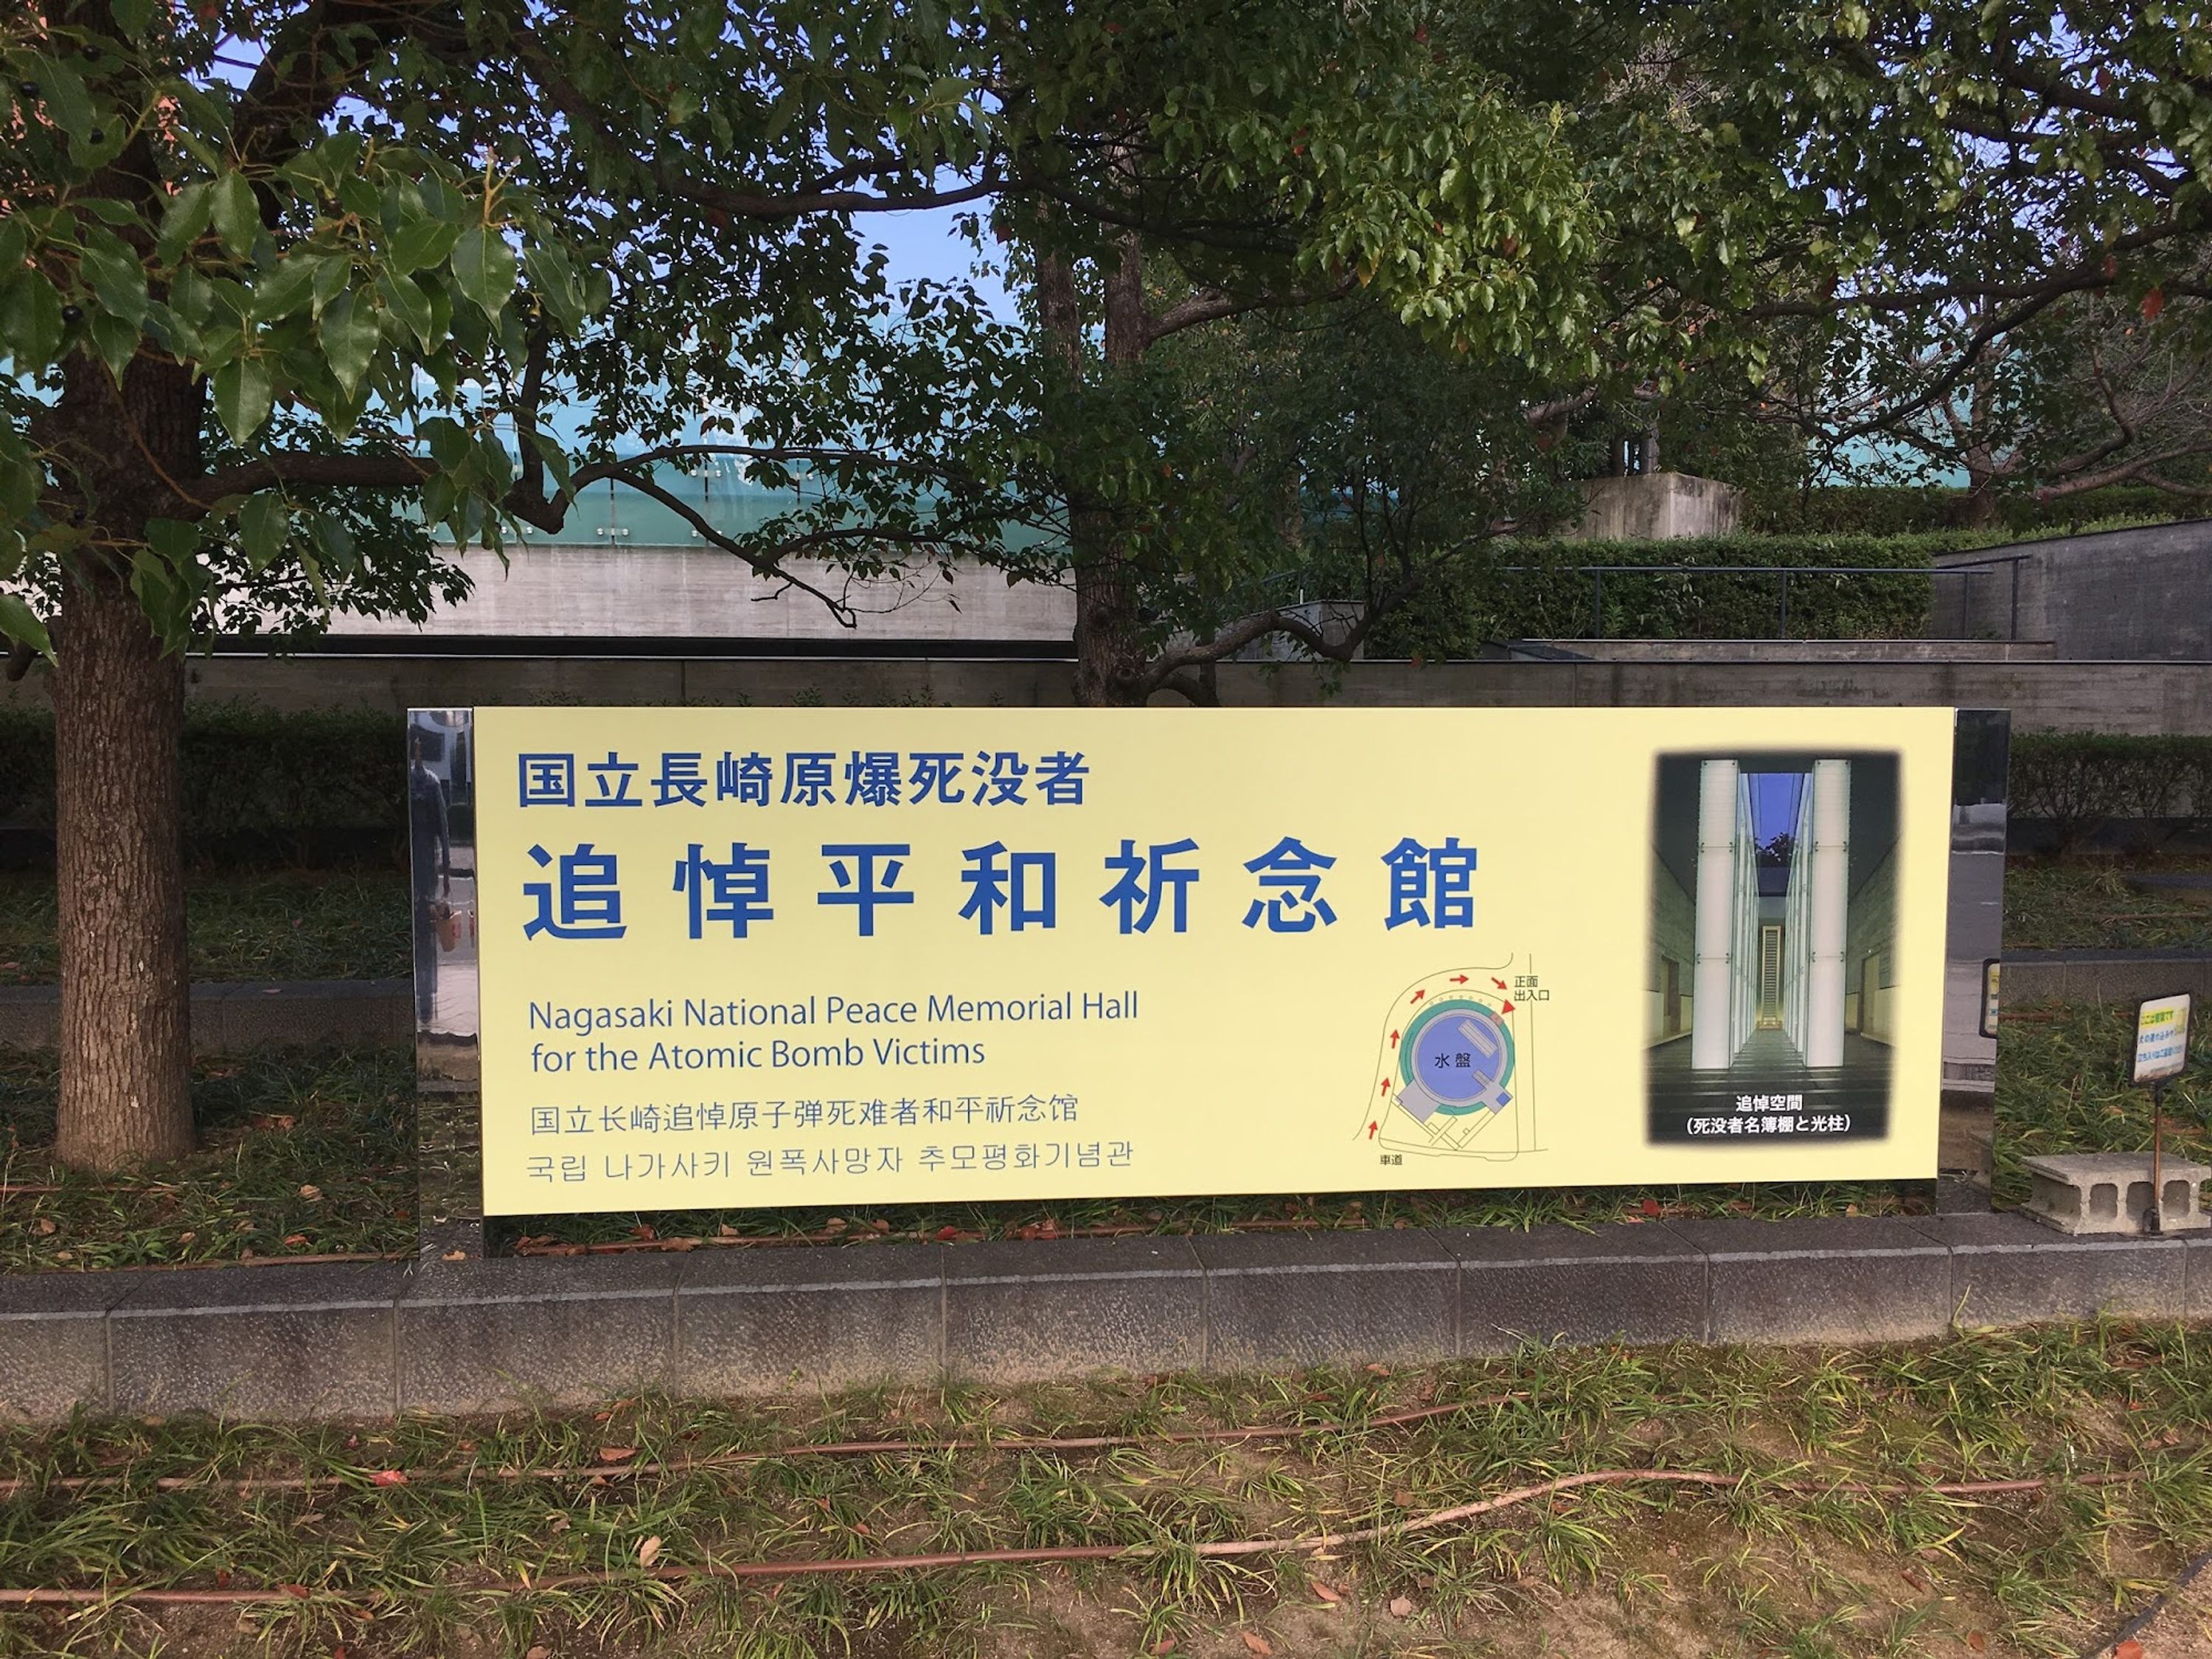 国立長崎原爆死没者
追悼平和祈念館
Nagasaki National Peace Memorial Hall
for the Atomic Bomb Victims
国立长崎追悼原子弹死难者和平祈念馆
국립 나가사키 원폭사망자 추모평화기념관
正面
出入口
水盤
車道
追悼空間
(死没者名簿棚と光柱)